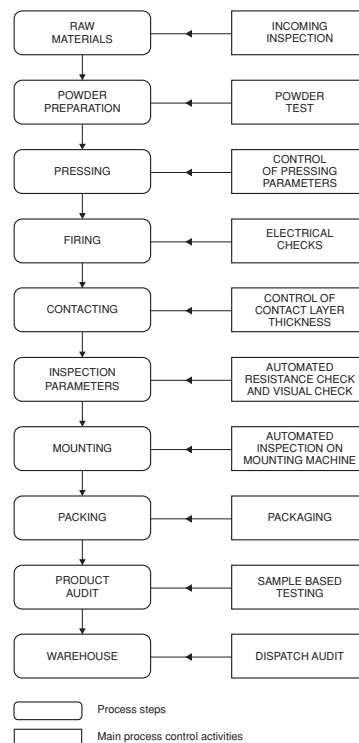 RAW
MATERIALS
INCOMING
INSPECTION
POWDER
PREPARATION
POWDER
TEST
PRESSING
CONTROL
OF PRESSING
PARAMETERS
FIRING
ELECTRICAL
CHECKS
CONTACTING
CONTROL OF
CONTACT LAYER
THICKNESS
INSPECTION
PARAMETERS
AUTOMATED
RESISTANCE CHECK
AND VISUAL CHECK
MOUNTING
AUTOMATED
INSPECTION ON
MOUNTING MACHINE
PACKING
PACKAGING
PRODUCT
AUDIT
SAMPLE BASED
TESTING
WAREHOUSE
DISPATCH AUDIT
Process steps
Main process control activities